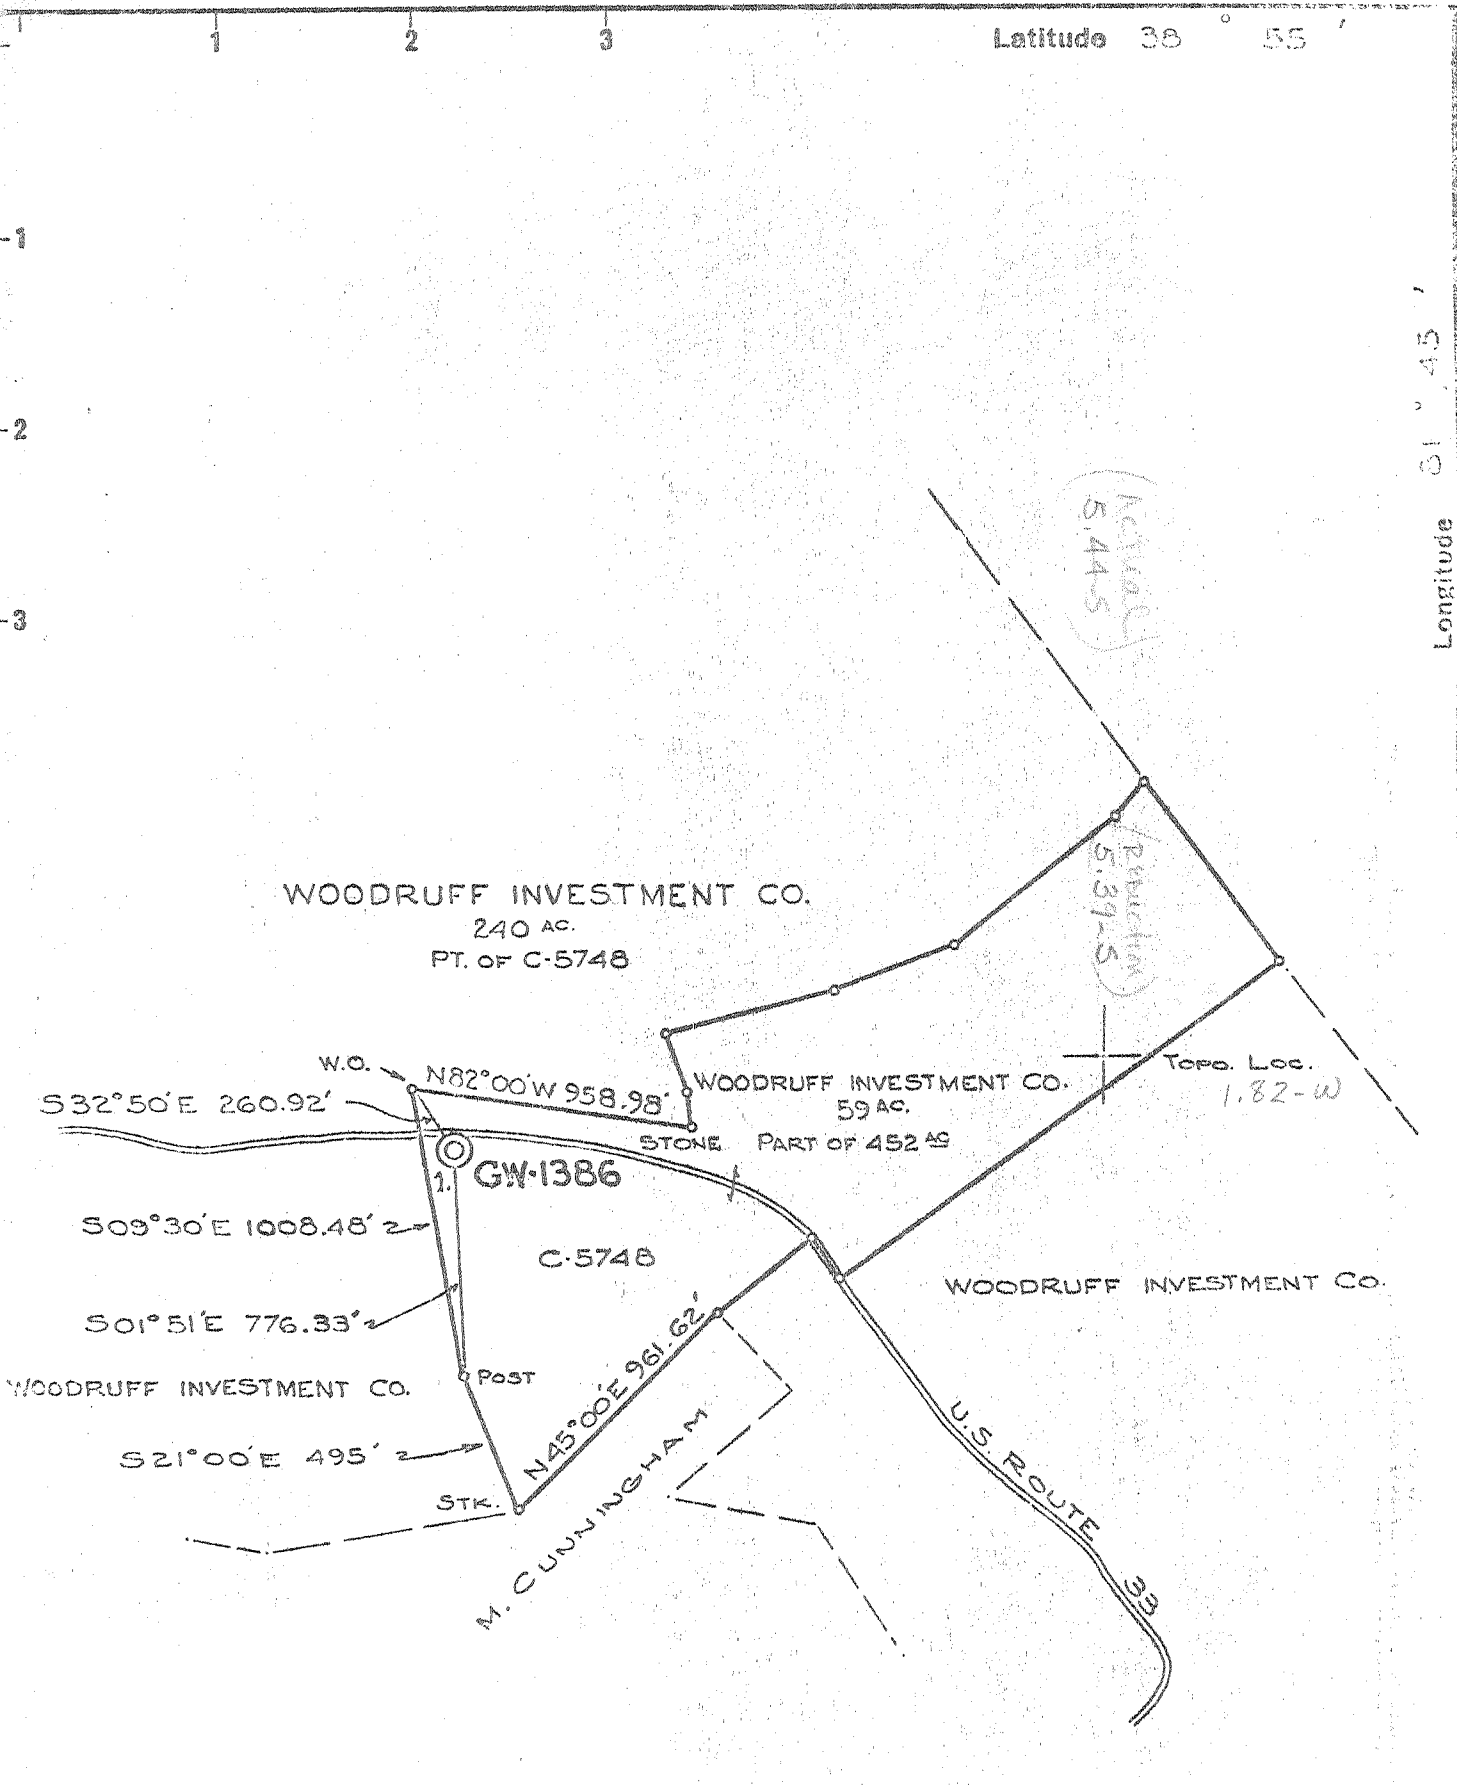 1 2 3 Latitude 38 ° 55 '
1
2
3
Longitude 81 ° 45 '
(Actual
5.44-S)
5.39-S)
WOODRUFF INVESTMENT CO.
240 AC.
PT. OF C-5748
W.O.
N82°00'W 958.98'
S32°50'E 260.92'
WOODRUFF INVESTMENT CO.
59 AC.
STONE PART OF 452 AC
TOPO. LOC.
1.82-W
1. GW-1386
S09°30'E 1008.48'
C-5748
S01°51'E 776.33'
WOODRUFF INVESTMENT CO.
POST
WOODRUFF INVESTMENT CO.
N45°00'E 961.62'
S21°00'E 495'
STK.
M. CUNNINGHAM
U.S. ROUTE 33